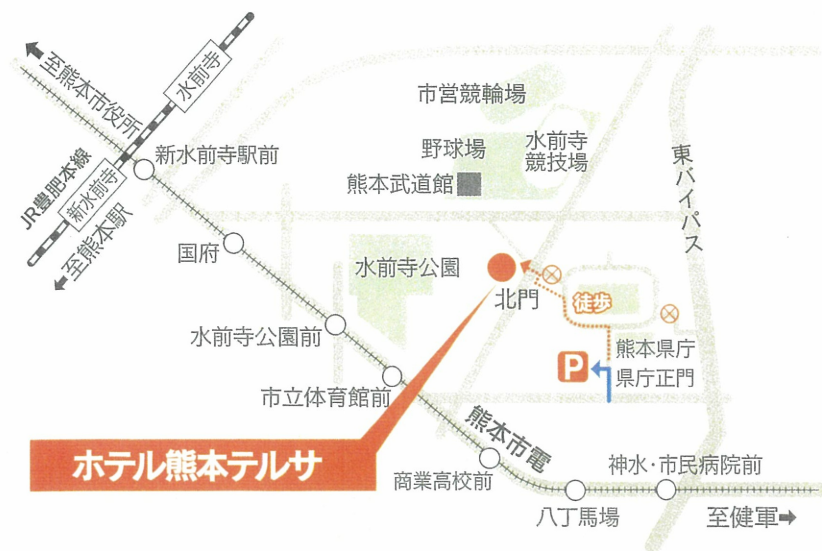 至熊本市役所
水前寺
新水前寺駅前
JR豊肥本線
新水前寺
至熊本駅
国府
水前寺公園前
市立体育館前
市営競輪場
野球場
水前寺
競技場
熊本武道館
東バイパス
水前寺公園
北門
徒歩
熊本県庁
P
県庁正門
ホテル熊本テルサ
熊本市電
商業高校前
八丁馬場
神水・市民病院前
至健軍